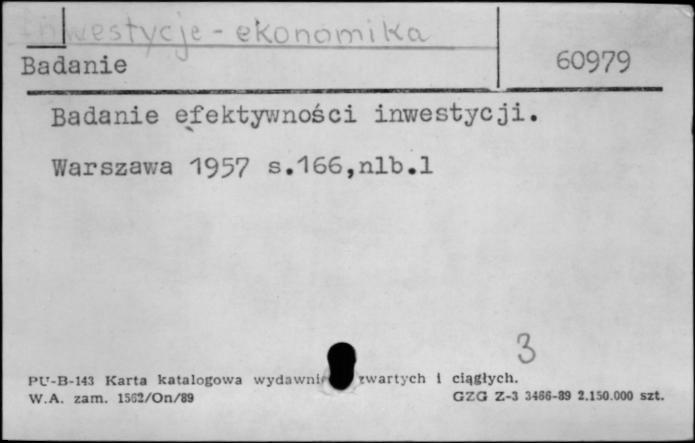 Inwestycje - ekonomika
Badanie 60979
Badanie efektywności inwestycji.
Warszawa 1957 s.166,nlb.1
3
PU-B-143 Karta katalogowa zwartych i ciągłych.
W.A. zam. 1562/On/89 GZG Z-3 3466-89 2.150.000 szt.